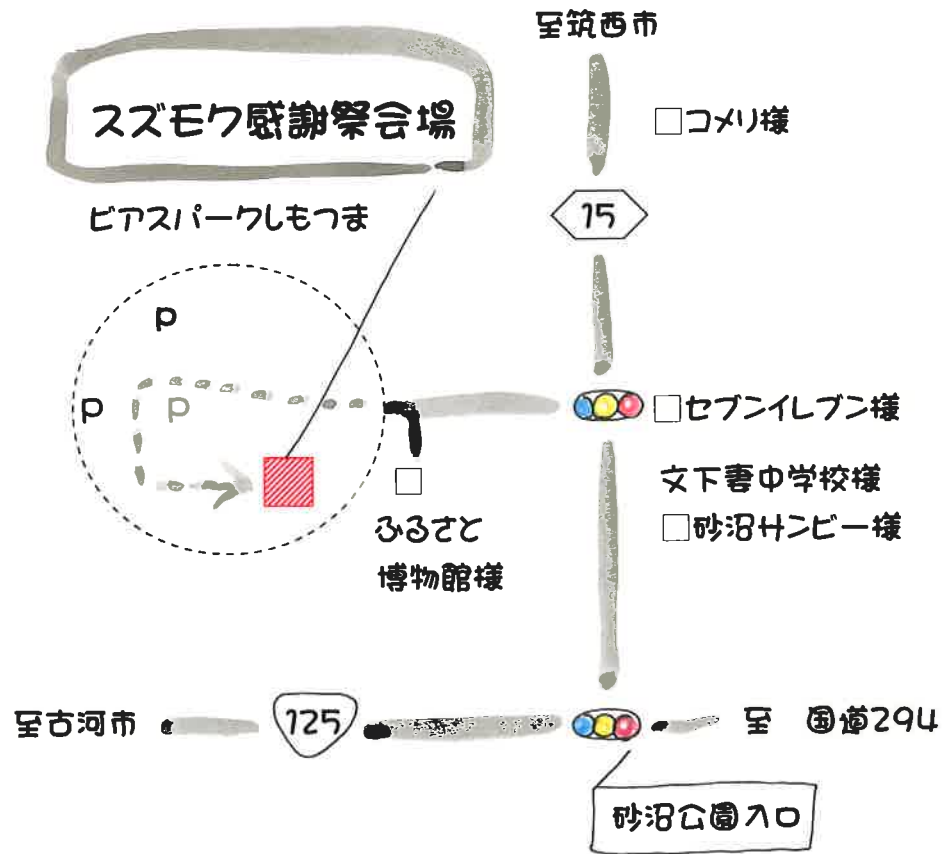 至筑西市
スズモク感謝祭会場
□コメリ様
ビアスパークしもつま
15
P
P
P
□セブンイレブン様
文下妻中学校様
□砂沼サンビー様
□
ふるさと
博物館様
至古河市
125
至 国道294
砂沼公園入口